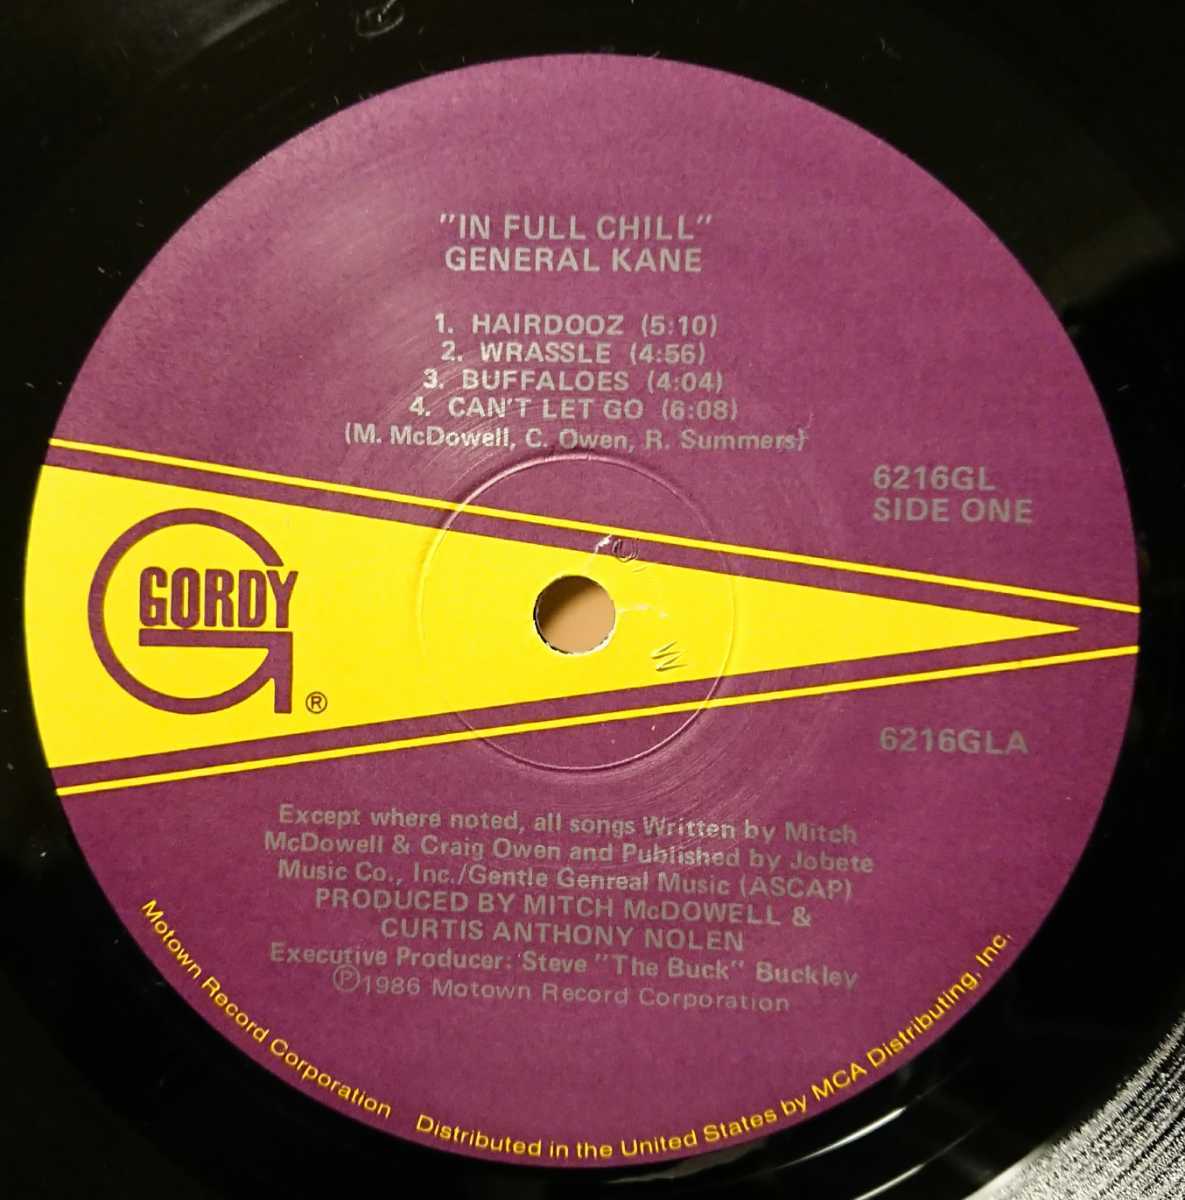 "IN FULL CHILL"
GENERAL KANE
1. HAIRDOOZ (5:10)
2. WRASSLE (4:56)
3. BUFFALOES (4:04)
4. CAN'T LET GO (6:08)
(M. McDowell, C. Owen, R. Summers)
6216GL
SIDE ONE
GORDY
®
6216GLA
Except where noted, all songs Written by Mitch
McDowell & Craig Owen and Published by Jobete
Music Co., Inc./Gentle Genreal Music (ASCAP)
PRODUCED BY MITCH McDOWELL &
CURTIS ANTHONY NOLEN
Executive Producer: Steve "The Buck" Buckley
Ⓟ1986 Motown Record Corporation
Motown Record Corporation Distributed in the United States by MCA Distributing, Inc.